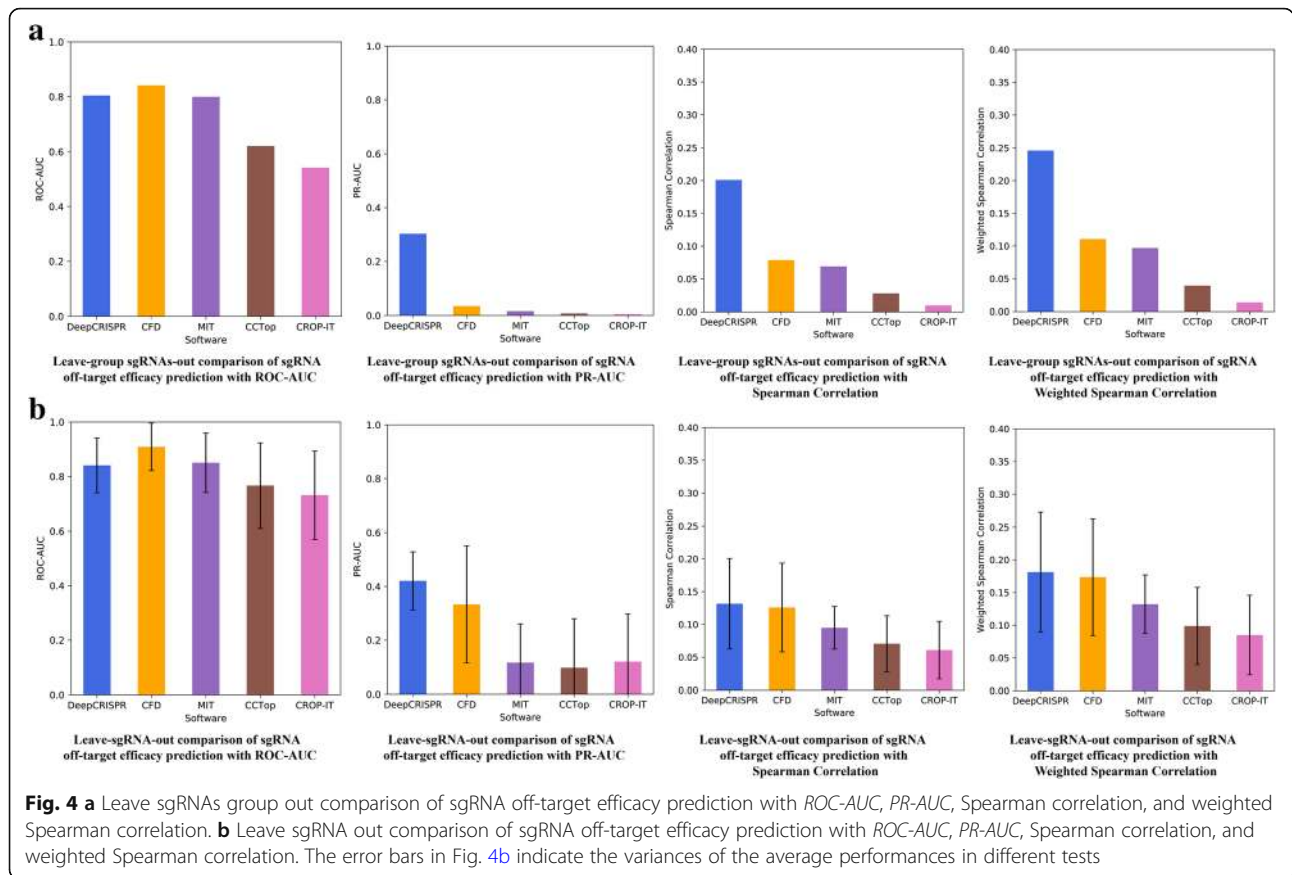 a
1.0
0.8
0.6
0.4
0.2
0.0
ROC-AUC
DeepCRISPR CFD MIT CCTop CROP-IT
Software
Leave-group sgRNAs-out comparison of sgRNA
off-target efficacy prediction with ROC-AUC
1.0
0.8
0.6
0.4
0.2
0.0
PR-AUC
DeepCRISPR CFD MIT CCTop CROP-IT
Software
Leave-group sgRNAs-out comparison of sgRNA
off-target efficacy prediction with PR-AUC
0.40
0.35
0.30
0.25
0.20
0.15
0.10
0.05
0.00
Spearman Correlation
DeepCRISPR CFD MIT CCTop CROP-IT
Software
Leave-group sgRNAs-out comparison of sgRNA
off-target efficacy prediction with
Spearman Correlation
0.40
0.35
0.30
0.25
0.20
0.15
0.10
0.05
0.00
Weighted Spearman Correlation
DeepCRISPR CFD MIT CCTop CROP-IT
Software
Leave-group sgRNAs-out comparison of sgRNA
off-target efficacy prediction with
Weighted Spearman Correlation
b
1.0
0.8
0.6
0.4
0.2
0.0
ROC-AUC
DeepCRISPR CFD MIT CCTop CROP-IT
Software
Leave-sgRNA-out comparison of sgRNA
off-target efficacy prediction with ROC-AUC
1.0
0.8
0.6
0.4
0.2
0.0
PR-AUC
DeepCRISPR CFD MIT CCTop CROP-IT
Software
Leave-sgRNA-out comparison of sgRNA
off-target efficacy prediction with PR-AUC
0.40
0.35
0.30
0.25
0.20
0.15
0.10
0.05
0.00
Spearman Correlation
DeepCRISPR CFD MIT CCTop CROP-IT
Software
Leave-sgRNA-out comparison of sgRNA
off-target efficacy prediction with
Spearman Correlation
0.40
0.35
0.30
0.25
0.20
0.15
0.10
0.05
0.00
Weighted Spearman Correlation
DeepCRISPR CFD MIT CCTop CROP-IT
Software
Leave-sgRNA-out comparison of sgRNA
off-target efficacy prediction with
Weighted Spearman Correlation
Fig. 4 a Leave sgRNAs group out comparison of sgRNA off-target efficacy prediction with ROC-AUC, PR-AUC, Spearman correlation, and weighted
Spearman correlation. b Leave sgRNA out comparison of sgRNA off-target efficacy prediction with ROC-AUC, PR-AUC, Spearman correlation, and
weighted Spearman correlation. The error bars in Fig. 4b indicate the variances of the average performances in different tests